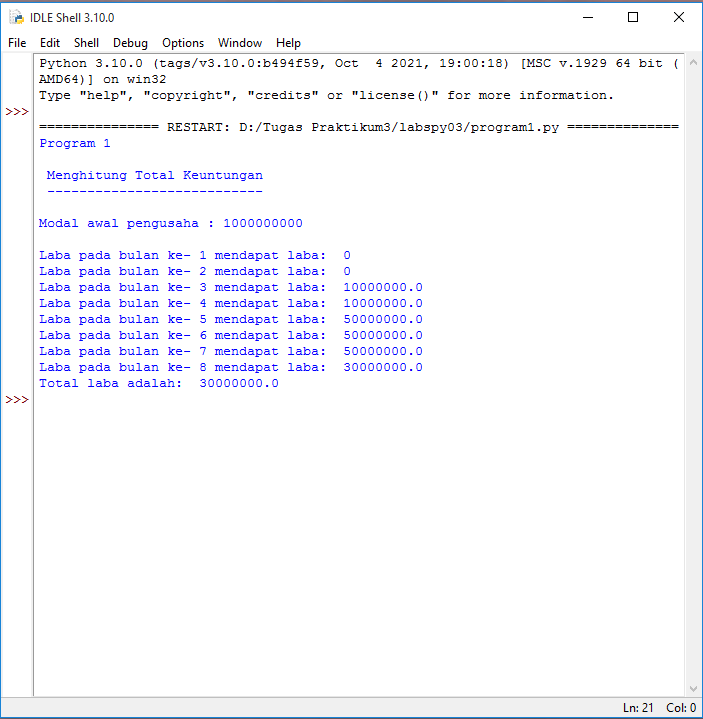 IDLE Shell 3.10.0
File Edit Shell Debug Options Window Help
Python 3.10.0 (tags/v3.10.0:b494f59, Oct  4 2021, 19:00:18) [MSC v.1929 64 bit (
AMD64)] on win32
Type "help", "copyright", "credits" or "license()" for more information.
>>>
=============== RESTART: D:/Tugas Praktikum3/labspy03/program1.py ==============
Program 1
Menghitung Total Keuntungan
---------------------------
Modal awal pengusaha : 1000000000
Laba pada bulan ke- 1 mendapat laba:  0
Laba pada bulan ke- 2 mendapat laba:  0
Laba pada bulan ke- 3 mendapat laba:  10000000.0
Laba pada bulan ke- 4 mendapat laba:  10000000.0
Laba pada bulan ke- 5 mendapat laba:  50000000.0
Laba pada bulan ke- 6 mendapat laba:  50000000.0
Laba pada bulan ke- 7 mendapat laba:  50000000.0
Laba pada bulan ke- 8 mendapat laba:  30000000.0
Total laba adalah:  30000000.0
>>>
Ln: 21 Col: 0